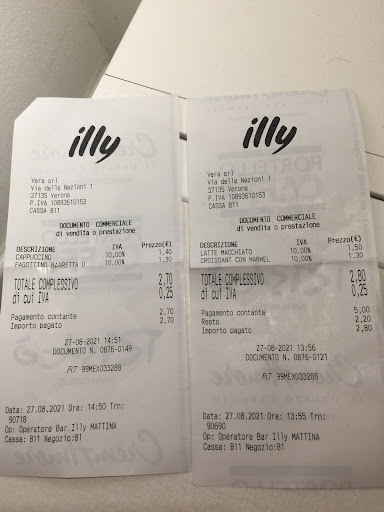 illy
Vera srl
Via delle Nazioni 1
37135 Verona
P.IVA 10893610153
CASSA 811
DOCUMENTO COMMERCIALE
di vendita o prestazione
DESCRIZIONE IVA Prezzo(€)
CAPPUCCINO 10,00% 1,40
FAGOTTINO BARRETTA D 10,00% 1,30
TOTALE COMPLESSIVO 2,70
di cui IVA 0,25
Pagamento contante 2,70
Importo pagato 2,70
27-08-2021 14:51
DOCUMENTO N. 0876-0149
RT 99MEX033288
Data: 27.08.2021 Ora: 14:50 Trn:
90718
Op: Operatore Bar Illy MATTINA
Cassa: 811 Negozio:81
illy
Vera srl
Via delle Nazioni 1
37135 Verona
P.IVA 10893610153
CASSA 811
DOCUMENTO COMMERCIALE
di vendita o prestazione
DESCRIZIONE IVA Prezzo(€)
LATTE MACCHIATO 10,00% 1,50
CROISSANT CON MARMEL 10,00% 1,30
TOTALE COMPLESSIVO 2,80
di cui IVA 0,25
Pagamento contante 5,00
Resto 2,20
Importo pagato 2,80
27-08-2021 13:56
DOCUMENTO N. 0876-0121
RT 99MEX033288
Data: 27.08.2021 Ora: 13:55 Trn:
90690
Op: Operatore Bar Illy MATTINA
Cassa: 811 Negozio:81